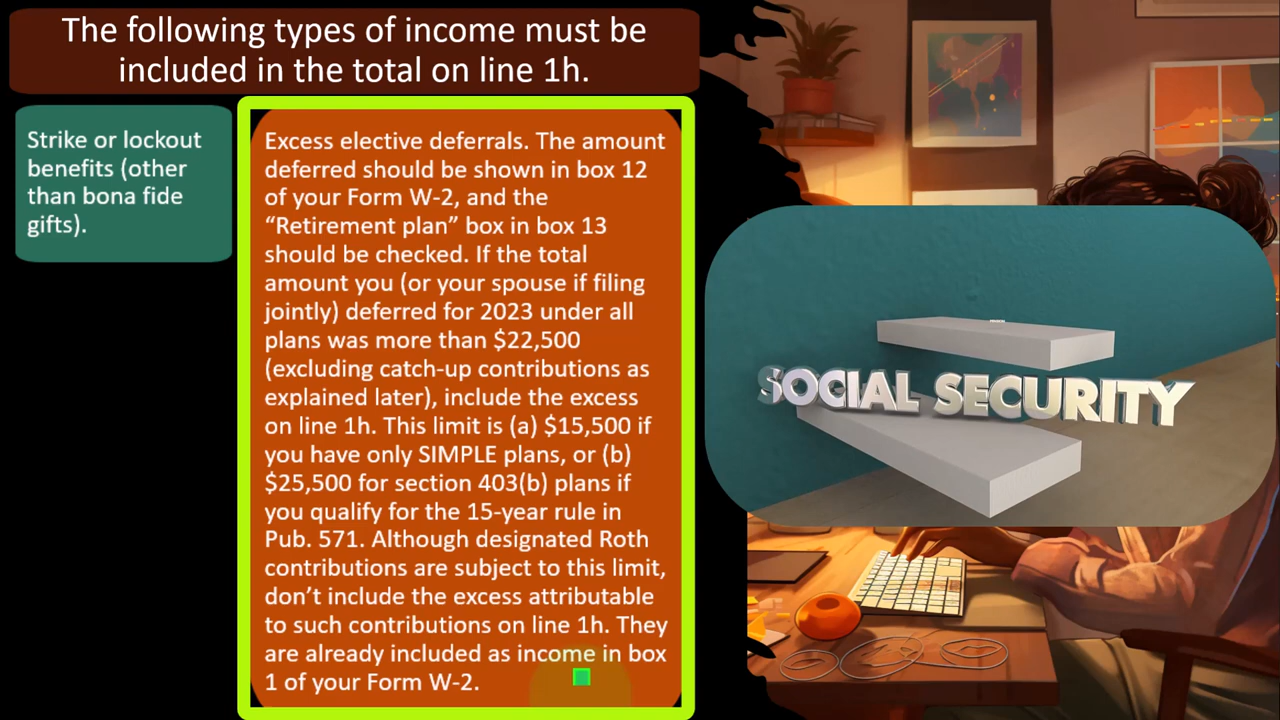 The following types of income must be
included in the total on line 1h.
Strike or lockout
benefits (other
than bona fide
gifts).
Excess elective deferrals. The amount
deferred should be shown in box 12
of your Form W-2, and the
“Retirement plan” box in box 13
should be checked. If the total
amount you (or your spouse if filing
jointly) deferred for 2023 under all
plans was more than $22,500
(excluding catch-up contributions as
explained later), include the excess
on line 1h. This limit is (a) $15,500 if
you have only SIMPLE plans, or (b)
$25,500 for section 403(b) plans if
you qualify for the 15-year rule in
Pub. 571. Although designated Roth
contributions are subject to this limit,
don’t include the excess attributable
to such contributions on line 1h. They
are already included as income in box
1 of your Form W-2.
SOCIAL SECURITY